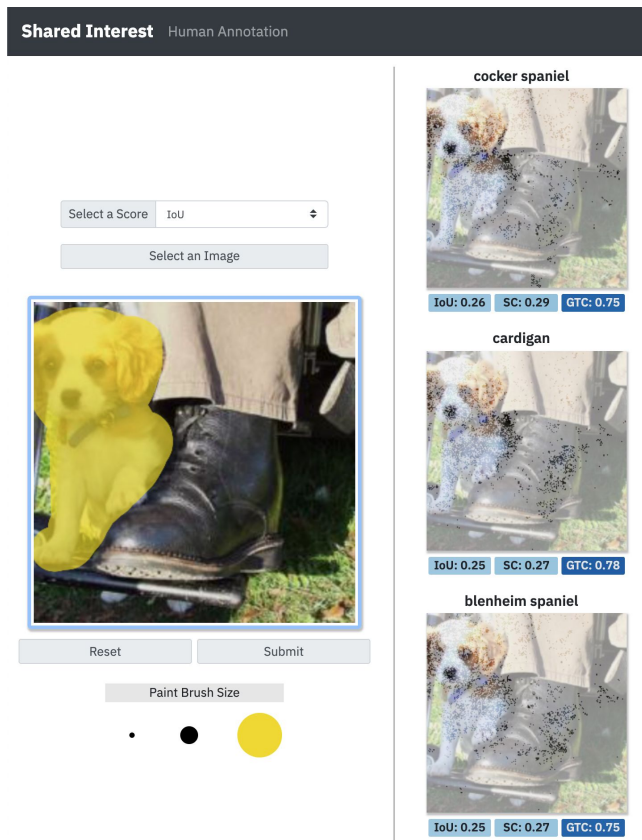 Shared Interest Human Annotation
Select a Score IoU
Select an Image
Reset Submit
Paint Brush Size
cocker spaniel
IoU: 0.26 SC: 0.29 GTC: 0.75
cardigan
IoU: 0.25 SC: 0.27 GTC: 0.78
blenheim spaniel
IoU: 0.25 SC: 0.27 GTC: 0.75